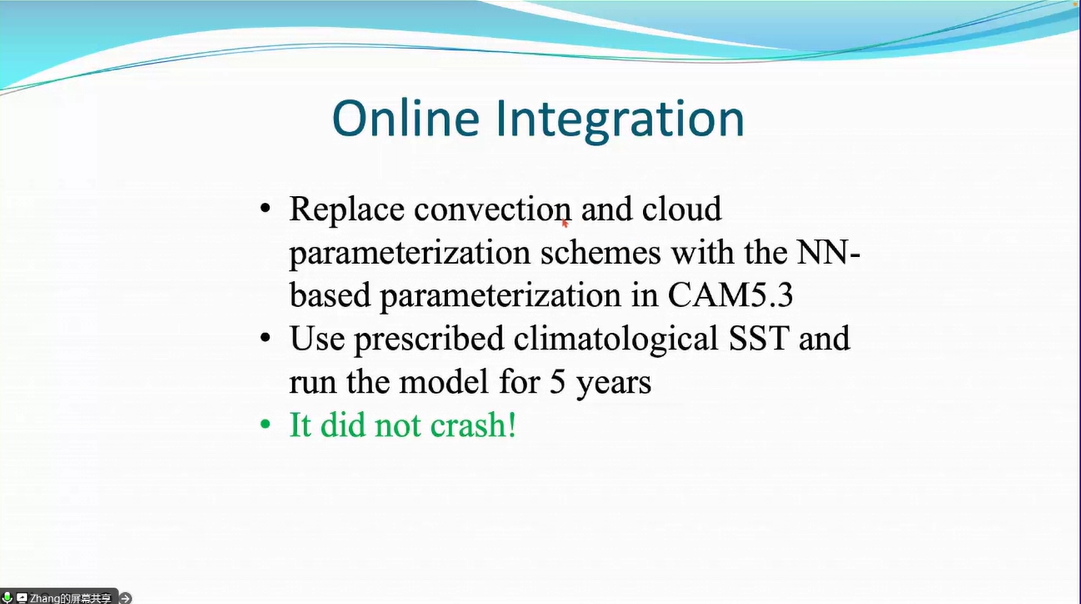 Online Integration
• Replace convection and cloud
parameterization schemes with the NN-
based parameterization in CAM5.3
• Use prescribed climatological SST and
run the model for 5 years
• It did not crash!
Zhang的屏幕共享